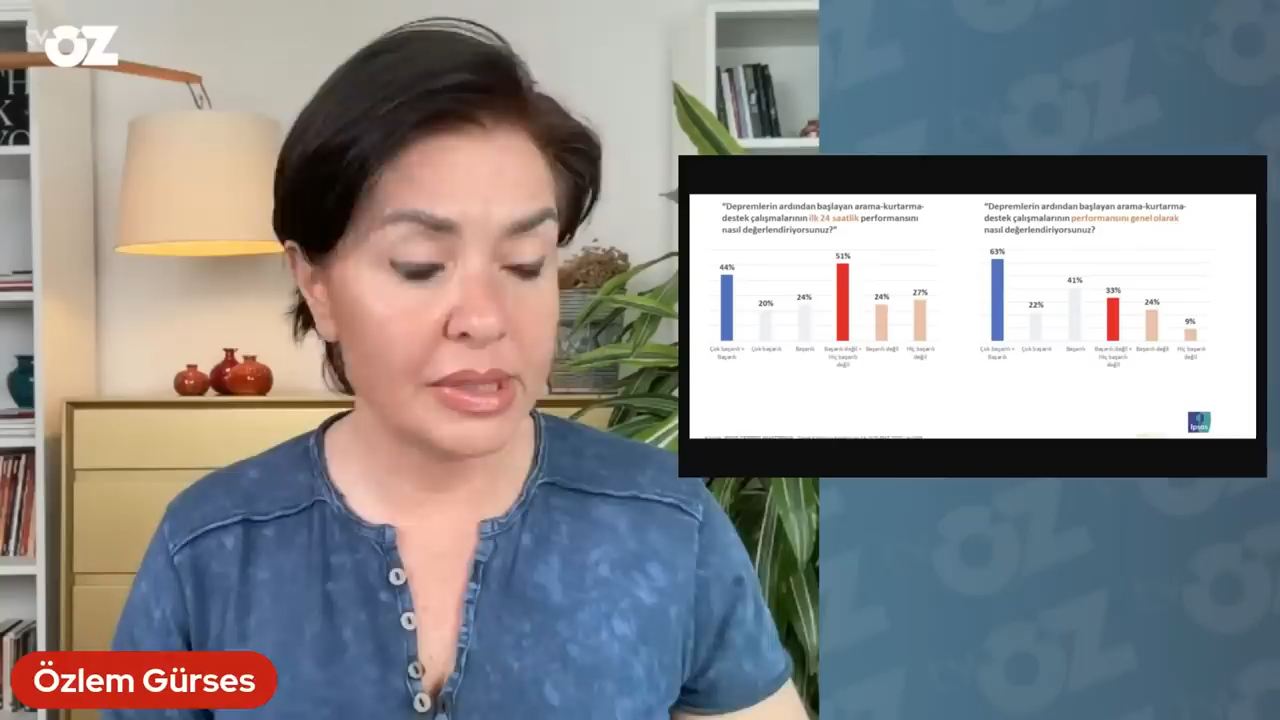 tv ÖZ
"Depremlerin ardından başlayan arama-kurtarma-
destek çalışmalarının ilk 24 saatlik performansını
nasıl değerlendiriyorsunuz?"
44%
20%
24%
51%
24%
27%
Çok başarılı +
Başarılı
Çok başarılı
Başarılı
Başarılı değil +
Hiç başarılı
değil
Başarılı değil
Hiç başarılı
değil
"Depremlerin ardından başlayan arama-kurtarma-
destek çalışmalarının performansını genel olarak
nasıl değerlendiriyorsunuz?
63%
22%
41%
33%
24%
9%
Çok başarılı +
Başarılı
Çok başarılı
Başarılı
Başarılı değil +
Hiç başarılı
değil
Başarılı değil
Hiç başarılı
değil
Ipsos
Özlem Gürses